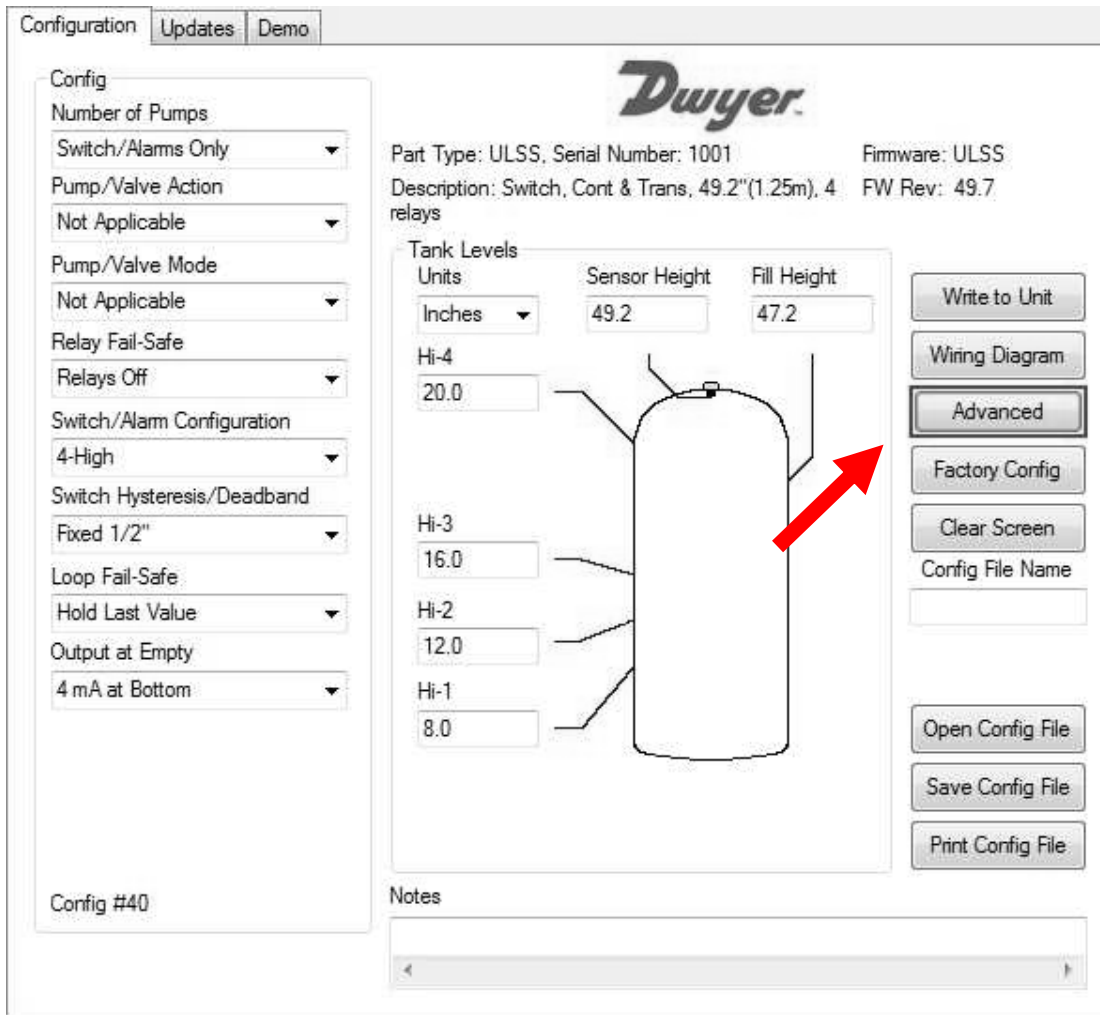 Configuration Updates Demo
Config
Number of Pumps
Switch/Alarms Only
Pump/Valve Action
Not Applicable
Pump/Valve Mode
Not Applicable
Relay Fail-Safe
Relays Off
Switch/Alarm Configuration
4-High
Switch Hysteresis/Deadband
Fixed 1/2"
Loop Fail-Safe
Hold Last Value
Output at Empty
4 mA at Bottom
Config #40
Dwyer
Part Type: ULSS, Serial Number: 1001
Firmware: ULSS
Description: Switch, Cont & Trans, 49.2"(1.25m), 4
relays
FW Rev: 49.7
Tank Levels
Units Sensor Height Fill Height
Inches 49.2 47.2
Hi-4
20.0
Hi-3
16.0
Hi-2
12.0
Hi-1
8.0
Write to Unit
Wiring Diagram
Advanced
Factory Config
Clear Screen
Config File Name
Open Config File
Save Config File
Print Config File
Notes